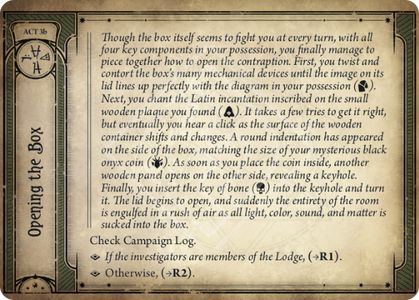 ACT 3b
Opening the Box
Though the box itself seems to fight you at every turn, with all
four key components in your possession, you finally manage to
piece together how to open the contraption. First, you twist and
contort the box's many mechanical devices until the image on its
lid lines up perfectly with the diagram in your possession ( ).
Next, you chant the Latin incantation inscribed on the small
wooden plaque you found ( ). It takes a few tries to get it right,
but eventually you hear a click as the surface of the wooden
container shifts and changes. A round indentation has appeared
on the side of the box, matching the size of your mysterious black
onyx coin ( ). As soon as you place the coin inside, another
wooden panel opens on the other side, revealing a keyhole.
Finally, you insert the key of bone ( ) into the keyhole and turn
it. The lid begins to open, and suddenly the entirety of the room
is engulfed in a rush of air as all light, color, sound, and matter is
sucked into the box.
Check Campaign Log.
If the investigators are members of the Lodge, (→R1).
Otherwise, (→R2).